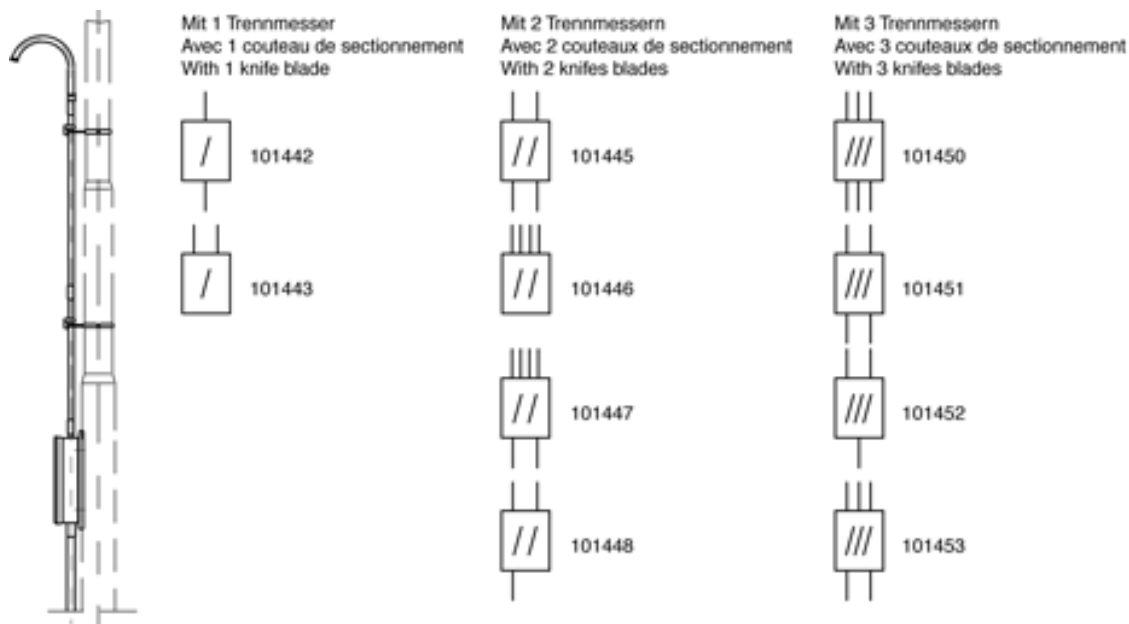 Mit 1 Trennmesser
Avec 1 couteau de sectionnement
With 1 knife blade
101442
101443
Mit 2 Trennmessern
Avec 2 couteaux de sectionnement
With 2 knifes blades
101445
101446
101447
101448
Mit 3 Trennmessern
Avec 3 couteaux de sectionnement
With 3 knifes blades
101450
101451
101452
101453